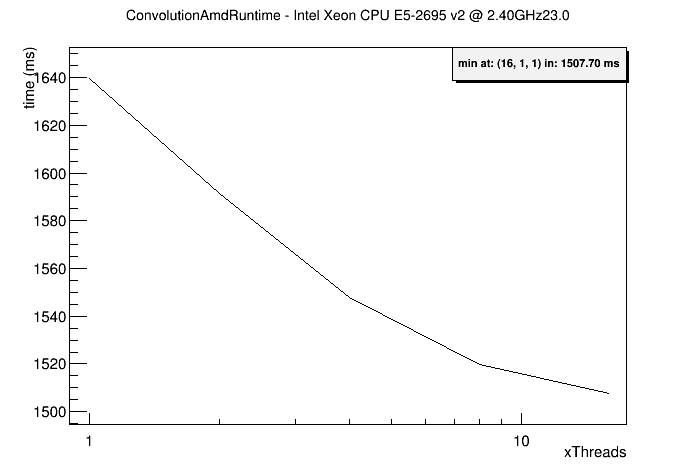 ConvolutionAmdRuntime - Intel Xeon CPU E5-2695 v2 @ 2.40GHz23.0
time (ms)
min at: (16, 1, 1) in: 1507.70 ms
1640
1620
1600
1580
1560
1540
1520
1500
1
10
xThreads